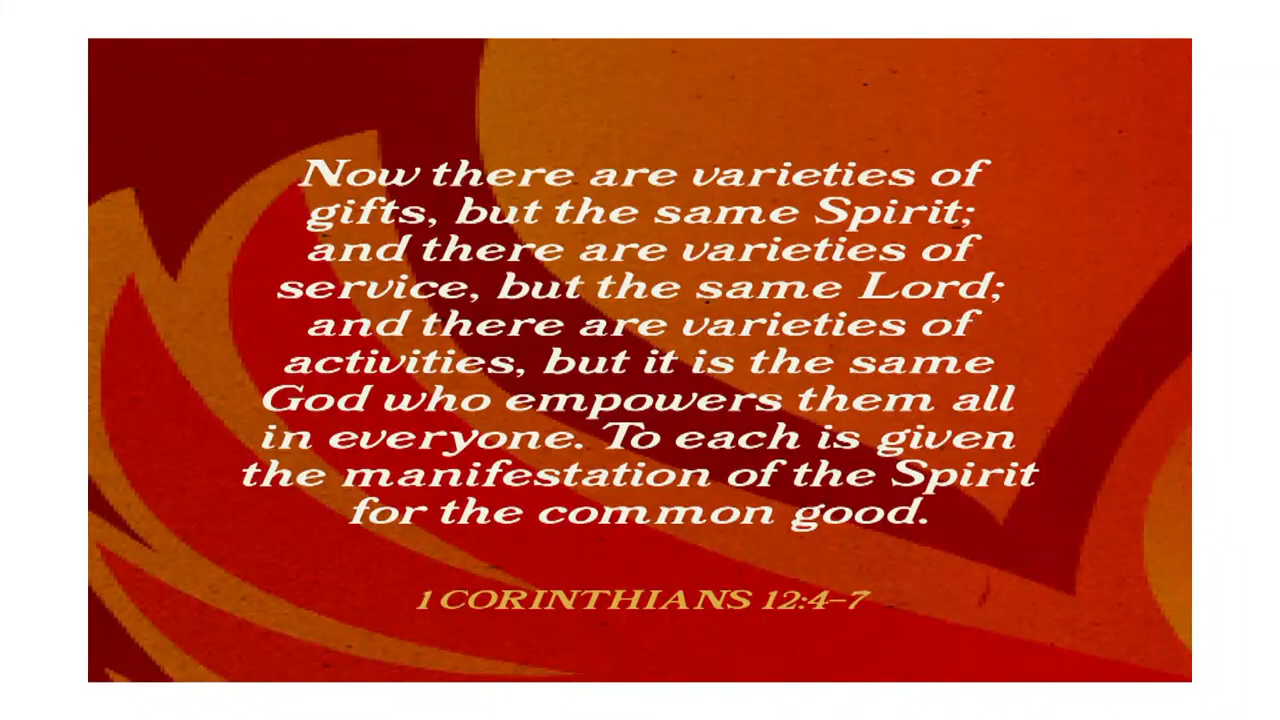 Now there are varieties of
gifts, but the same Spirit;
and there are varieties of
service, but the same Lord;
and there are varieties of
activities, but it is the same
God who empowers them all
in everyone. To each is given
the manifestation of the Spirit
for the common good.
1 CORINTHIANS 12:4–7